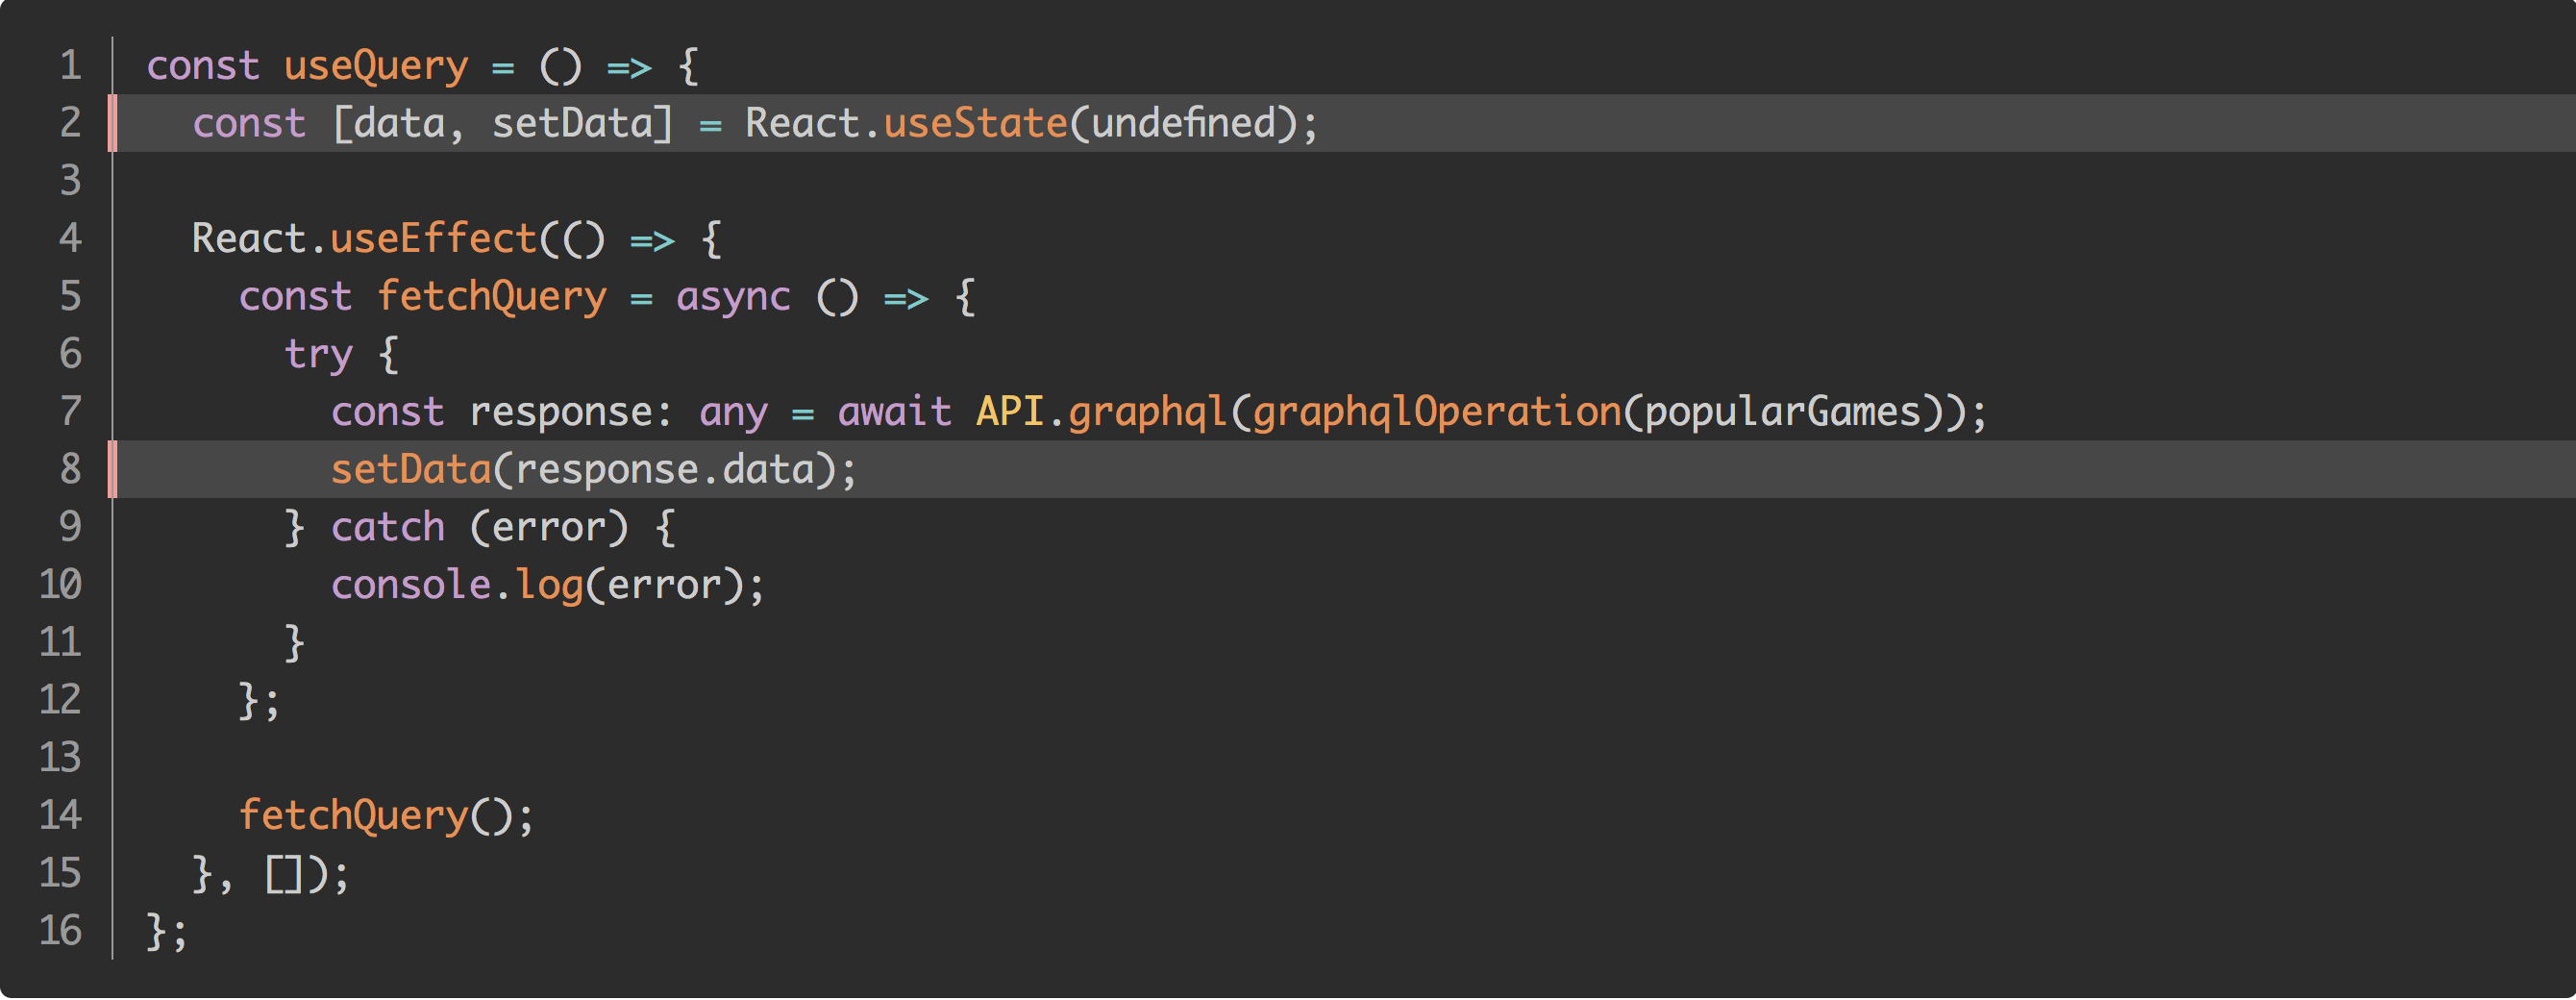 1 const useQuery = () => {
2   const [data, setData] = React.useState(undefined);
3
4   React.useEffect(() => {
5     const fetchQuery = async () => {
6       try {
7         const response: any = await API.graphql(graphqlOperation(popularGames));
8         setData(response.data);
9       } catch (error) {
10         console.log(error);
11       }
12     };
13
14     fetchQuery();
15   }, []);
16 };